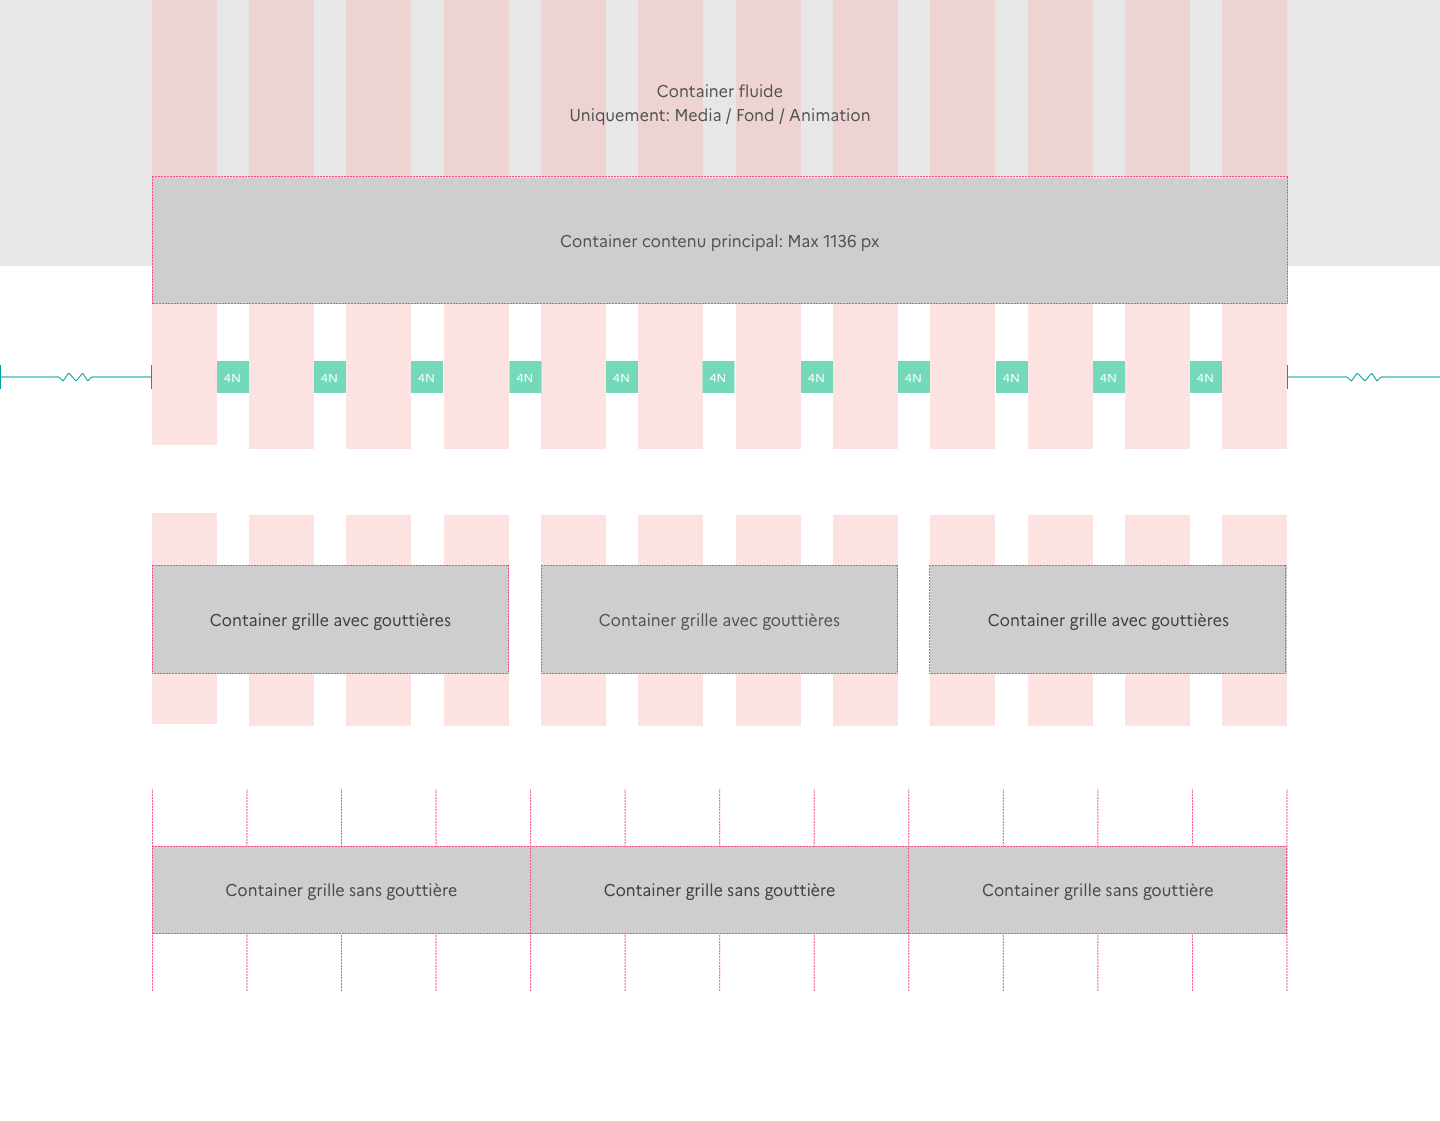 Container fluide
Uniquement: Media / Fond / Animation
Container contenu principal: Max 1136 px
4N 4N 4N 4N 4N 4N 4N 4N 4N 4N 4N
Container grille avec gouttières Container grille avec gouttières Container grille avec gouttières
Container grille sans gouttière Container grille sans gouttière Container grille sans gouttière